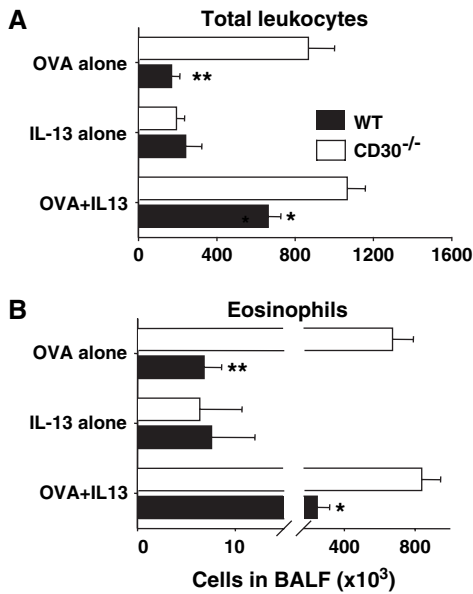 A
Total leukocytes
OVA alone
**
IL-13 alone
WT
CD30-/-
OVA+IL13
* *
0 400 800 1200 1600
B
Eosinophils
OVA alone
**
IL-13 alone
OVA+IL13
*
0 10 400 800
Cells in BALF (x10³)